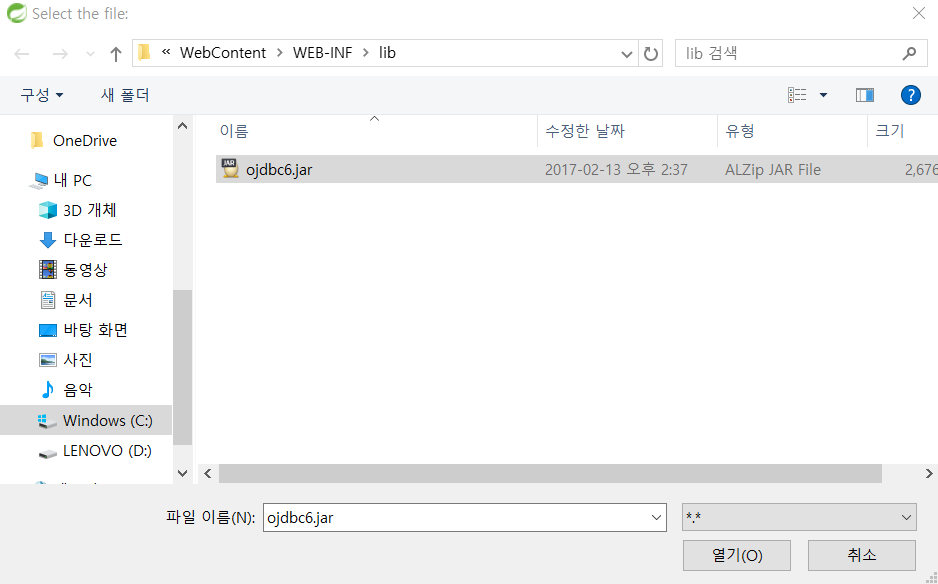 Select the file:
« WebContent > WEB-INF > lib
lib 검색
구성
새 폴더
이름 수정한 날짜 유형 크기
OneDrive
내 PC
3D 개체
다운로드
동영상
문서
바탕 화면
사진
음악
Windows (C:)
LENOVO (D:)
JAR ojdbc6.jar 2017-02-13 오후 2:37 ALZip JAR File 2,676
파일 이름(N): ojdbc6.jar *.*
열기(O) 취소